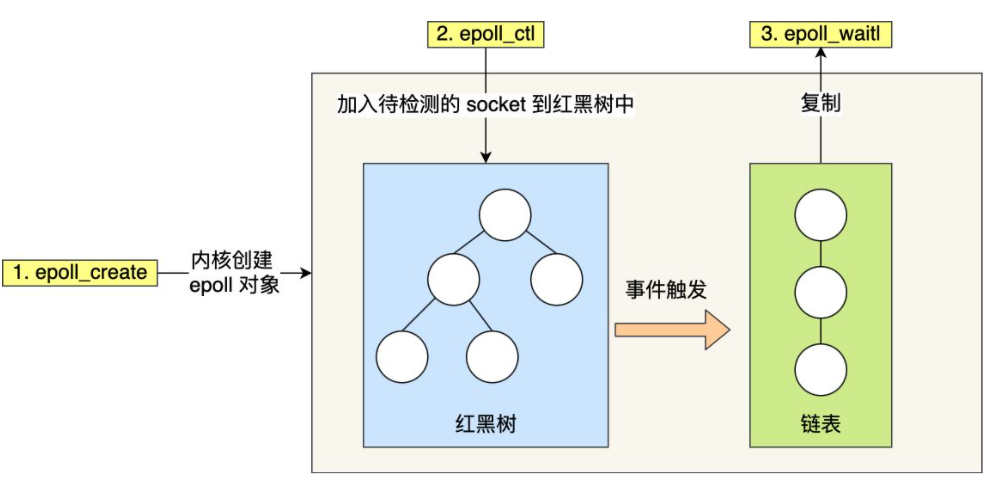 2. epoll_ctl
3. epoll_waitl
加入待检测的 socket 到红黑树中
复制
1. epoll_create
内核创建
epoll 对象
事件触发
红黑树
链表